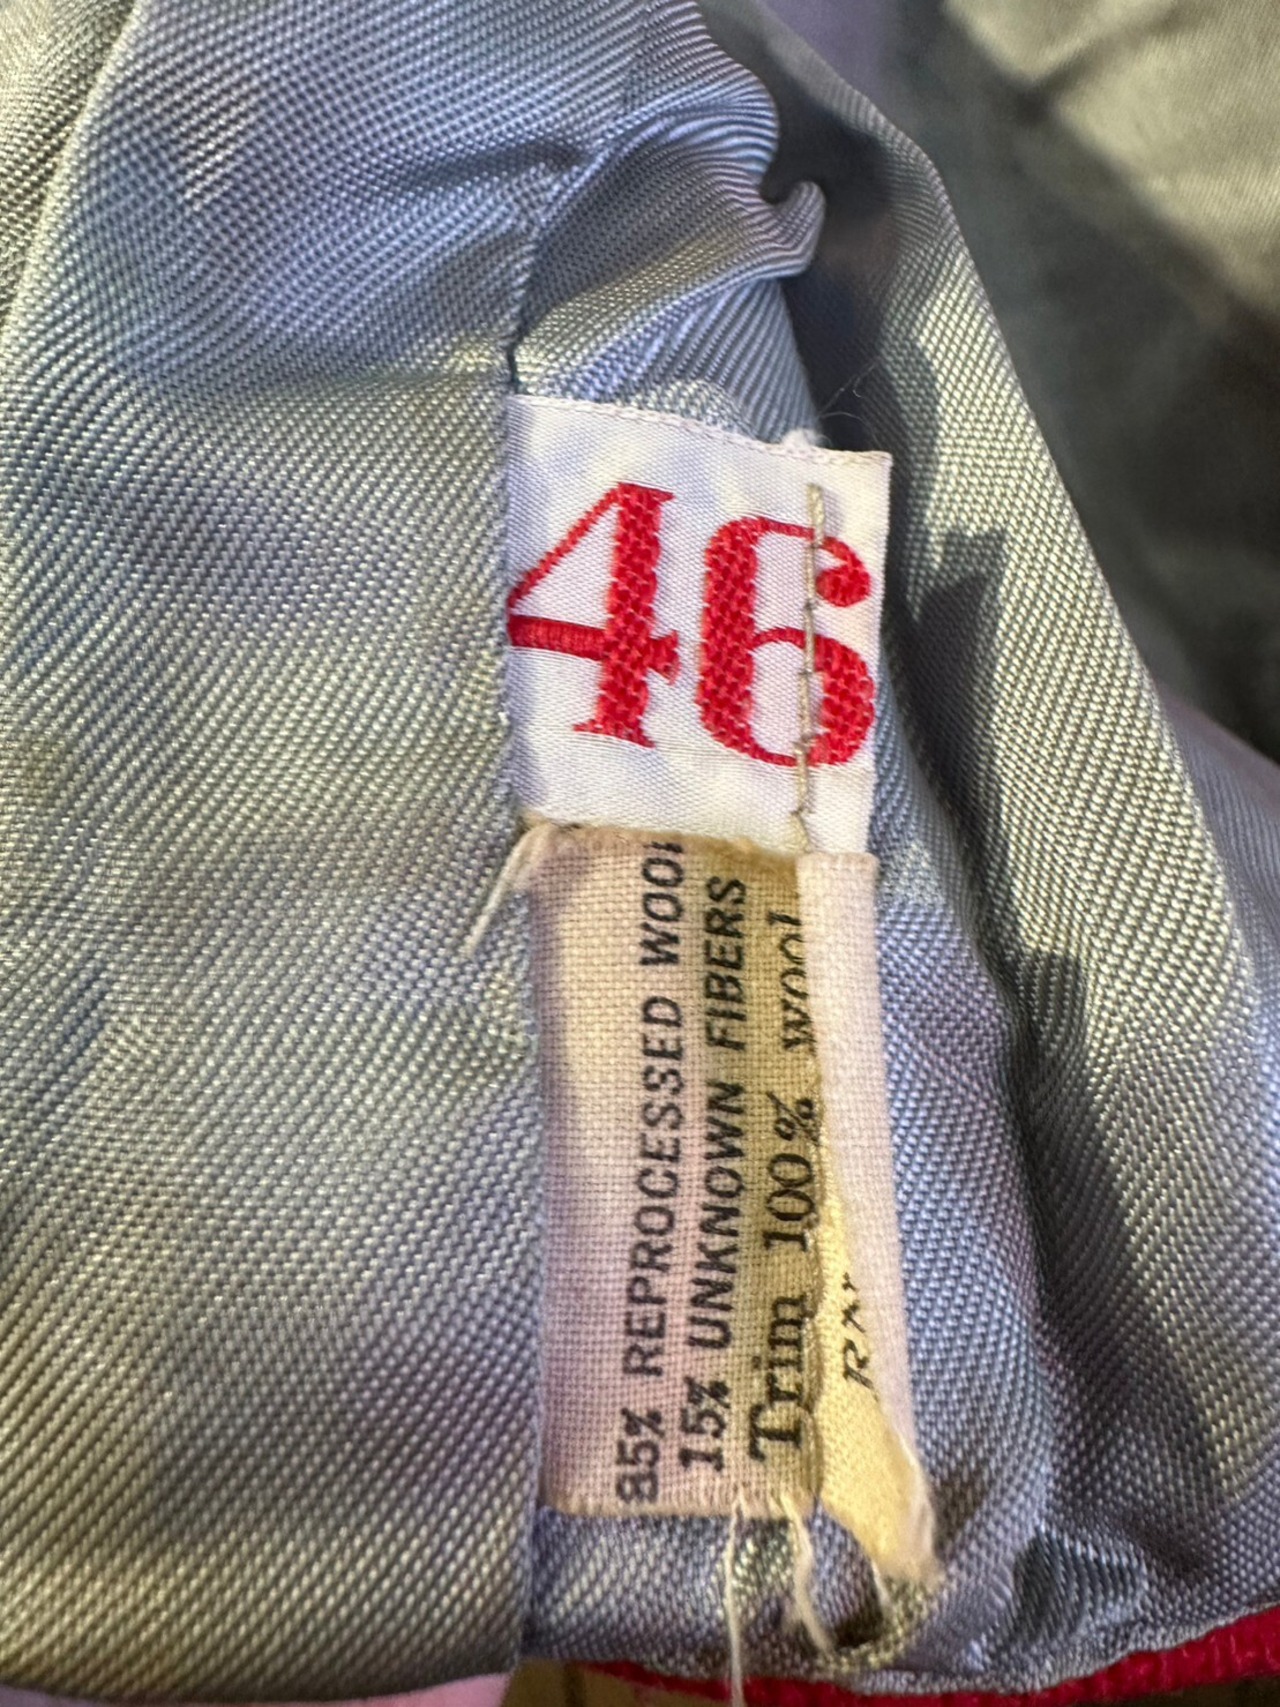 46
85% REPROCESSED WOOL
15% UNKNOWN FIBERS
Trim 100% wool